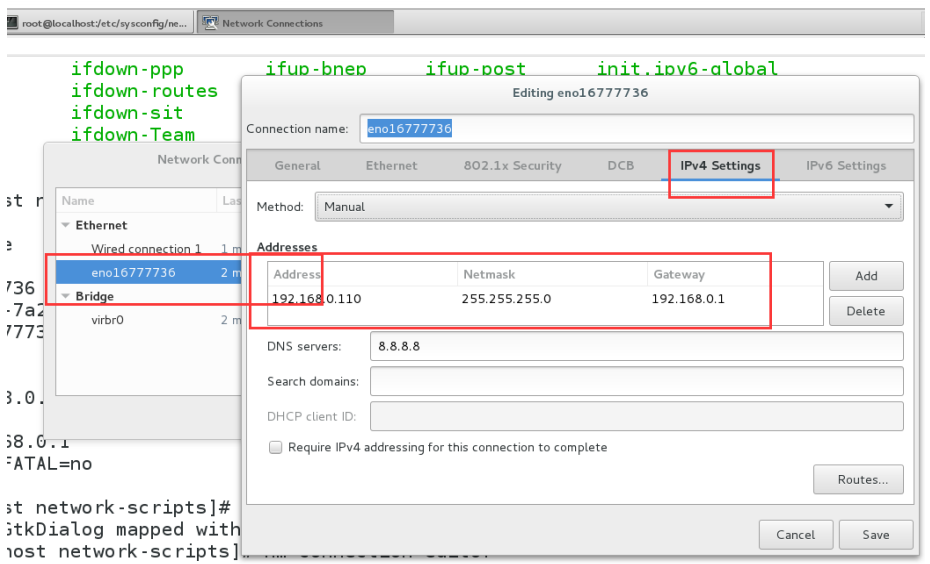 root@localhost:/etc/sysconfig/ne...
Network Connections
ifdown-ppp ifup-bnep ifup-post init.ipv6-global
ifdown-routes
ifdown-sit
ifdown-Team
Editing eno16777736
Connection name: eno16777736
General Ethernet 802.1x Security DCB IPv4 Settings IPv6 Settings
Method: Manual
Addresses
Address Netmask Gateway
192.168.0.110 255.255.255.0 192.168.0.1
Add
Delete
DNS servers: 8.8.8.8
Search domains:
DHCP client ID:
Require IPv4 addressing for this connection to complete
Routes...
Cancel Save
Network Conn
Name Las
Ethernet
Wired connection 1 1 m
eno16777736 2 m
Bridge
virbr0 2 m
st r
e
736
-7a2
7773
3.0.
68.0.1
FATAL=no
st network-scripts]#
GtkDialog mapped with
host network-scripts]#